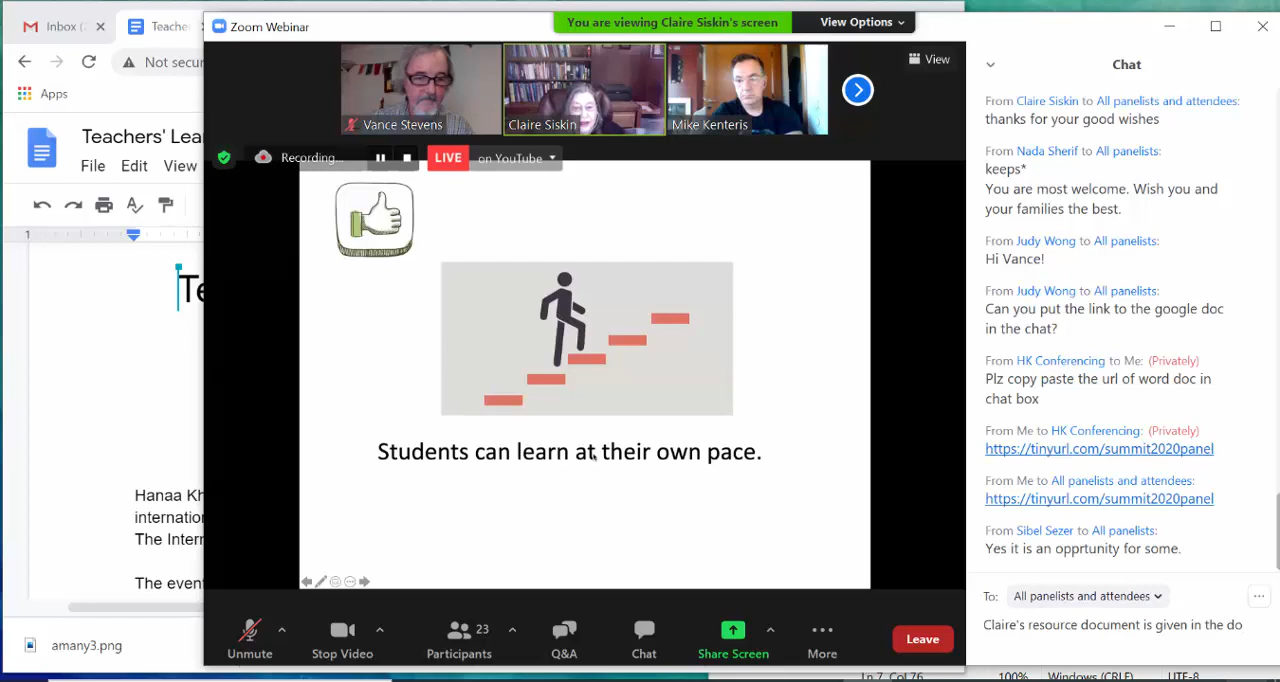 Inbox (
Teache
Not secur
Apps
Teachers' Lea
File Edit View
1
Te
Hanaa Kh
internation
The Intern
The even
amany3.png
Zoom Webinar
You are viewing Claire Siskin's screen
View Options
View
Vance Stevens
Claire Siskin
Mike Kenteris
Recording...
LIVE
on YouTube
Students can learn at their own pace.
Unmute
Stop Video
Participants
23
Q&A
Chat
Share Screen
More
Leave
Chat
From Claire Siskin to All panelists and attendees:
thanks for your good wishes
From Nada Sherif to All panelists:
keeps*
You are most welcome. Wish you and
your families the best.
From Judy Wong to All panelists:
Hi Vance!
From Judy Wong to All panelists:
Can you put the link to the google doc
in the chat?
From HK Conferencing to Me: (Privately)
Plz copy paste the url of word doc in
chat box
From Me to HK Conferencing: (Privately)
https://tinyurl.com/summit2020panel
From Me to All panelists and attendees:
https://tinyurl.com/summit2020panel
From Sibel Sezer to All panelists:
Yes it is an opprtunity for some.
To: All panelists and attendees
Claire's resource document is given in the do
Ln 7, Col 76
100%
Windows (CRLF)
UTF-8